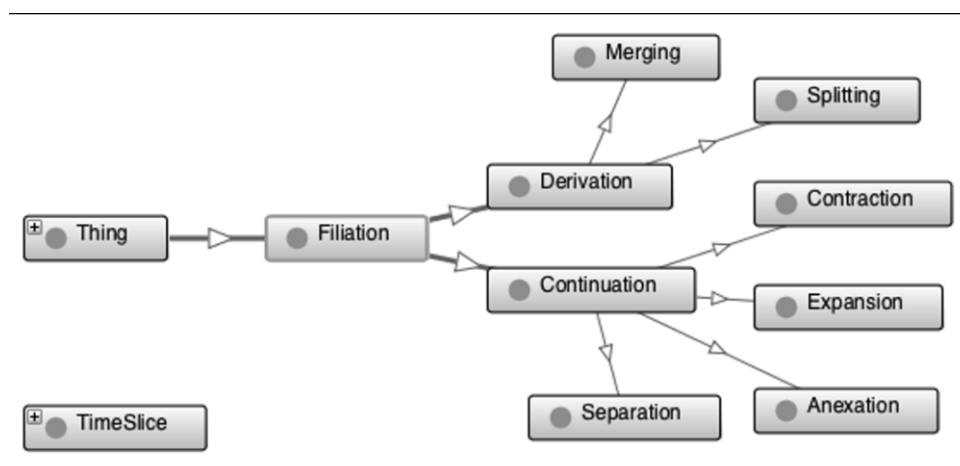 Merging
Splitting
Derivation
Contraction
Thing
Filiation
Continuation
Expansion
Separation
Anexation
TimeSlice